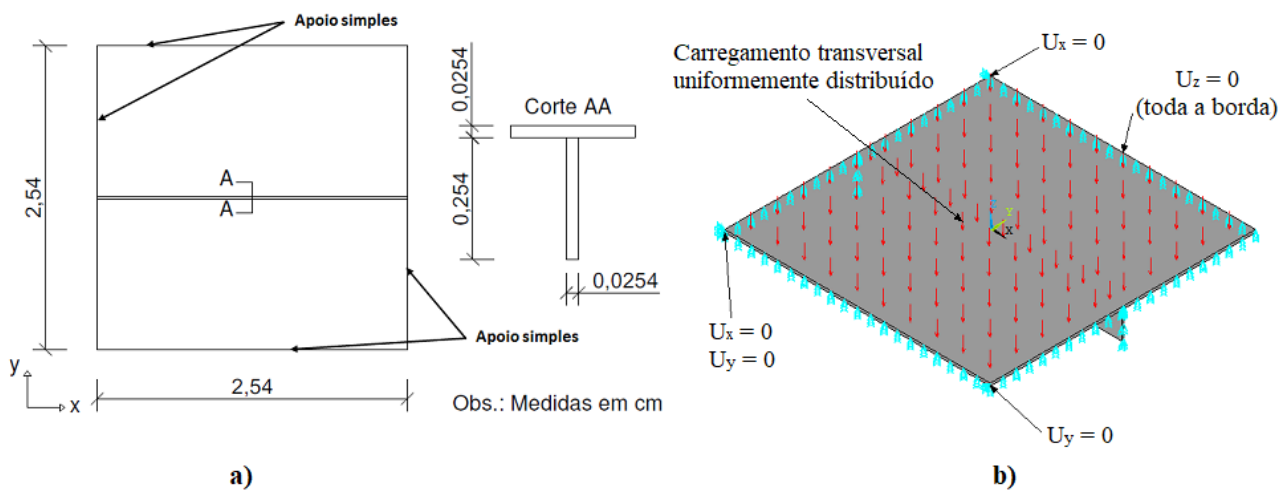 Apoio simples
2,54
A
A
2,54
y
x
Apoio simples
Corte AA
0,0254
0,254
0,0254
Obs.: Medidas em cm
a)
Carregamento transversal
uniformemente distribuído
Ux = 0
Uz = 0
(toda a borda)
Y
X
Ux = 0
Uy = 0
Uy = 0
b)